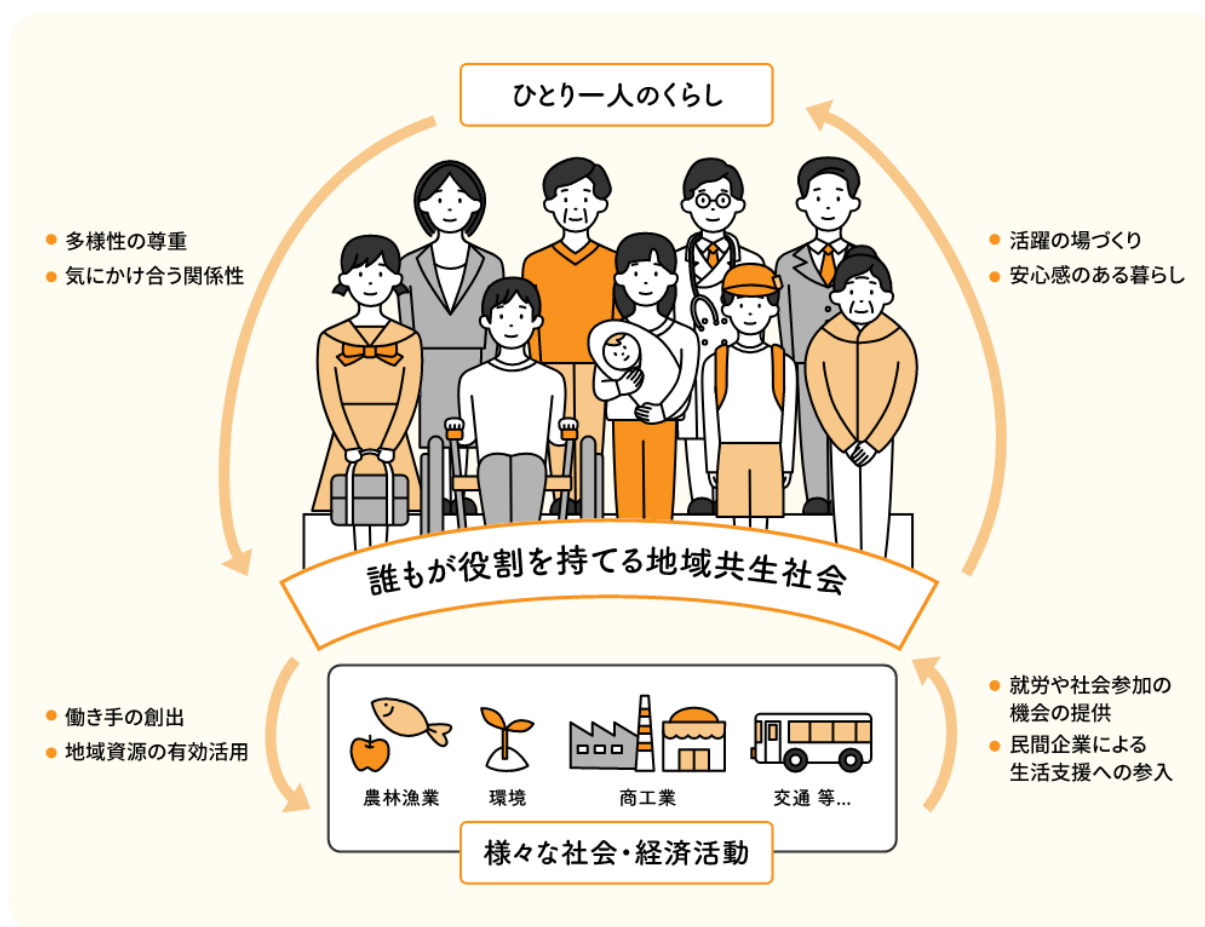 ひとり一人のくらし
多様性の尊重
気にかけ合う関係性
活躍の場づくり
安心感のある暮らし
誰もが役割を持てる地域共生社会
働き手の創出
地域資源の有効活用
就労や社会参加の
機会の提供
民間企業による
生活支援への参入
農林漁業
環境
商工業
交通 等...
様々な社会・経済活動